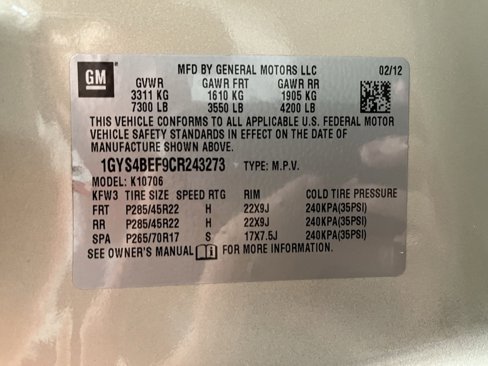 GM
MFD BY GENERAL MOTORS LLC 02/12
GVWR GAWR FRT GAWR RR
3311 KG 1610 KG 1905 KG
7300 LB 3550 LB 4200 LB
THIS VEHICLE CONFORMS TO ALL APPLICABLE U.S. FEDERAL MOTOR
VEHICLE SAFETY STANDARDS IN EFFECT ON THE DATE OF
MANUFACTURE SHOWN ABOVE.
1GYS4BEF9CR243273 TYPE: M.P.V.
MODEL: K10706
KFW3 TIRE SIZE SPEED RTG RIM COLD TIRE PRESSURE
FRT P285/45R22 H 22X9J 240KPA(35PSI)
RR P285/45R22 H 22X9J 240KPA(35PSI)
SPA P265/70R17 S 17X7.5J 240KPA(35PSI)
SEE OWNER'S MANUAL FOR MORE INFORMATION.